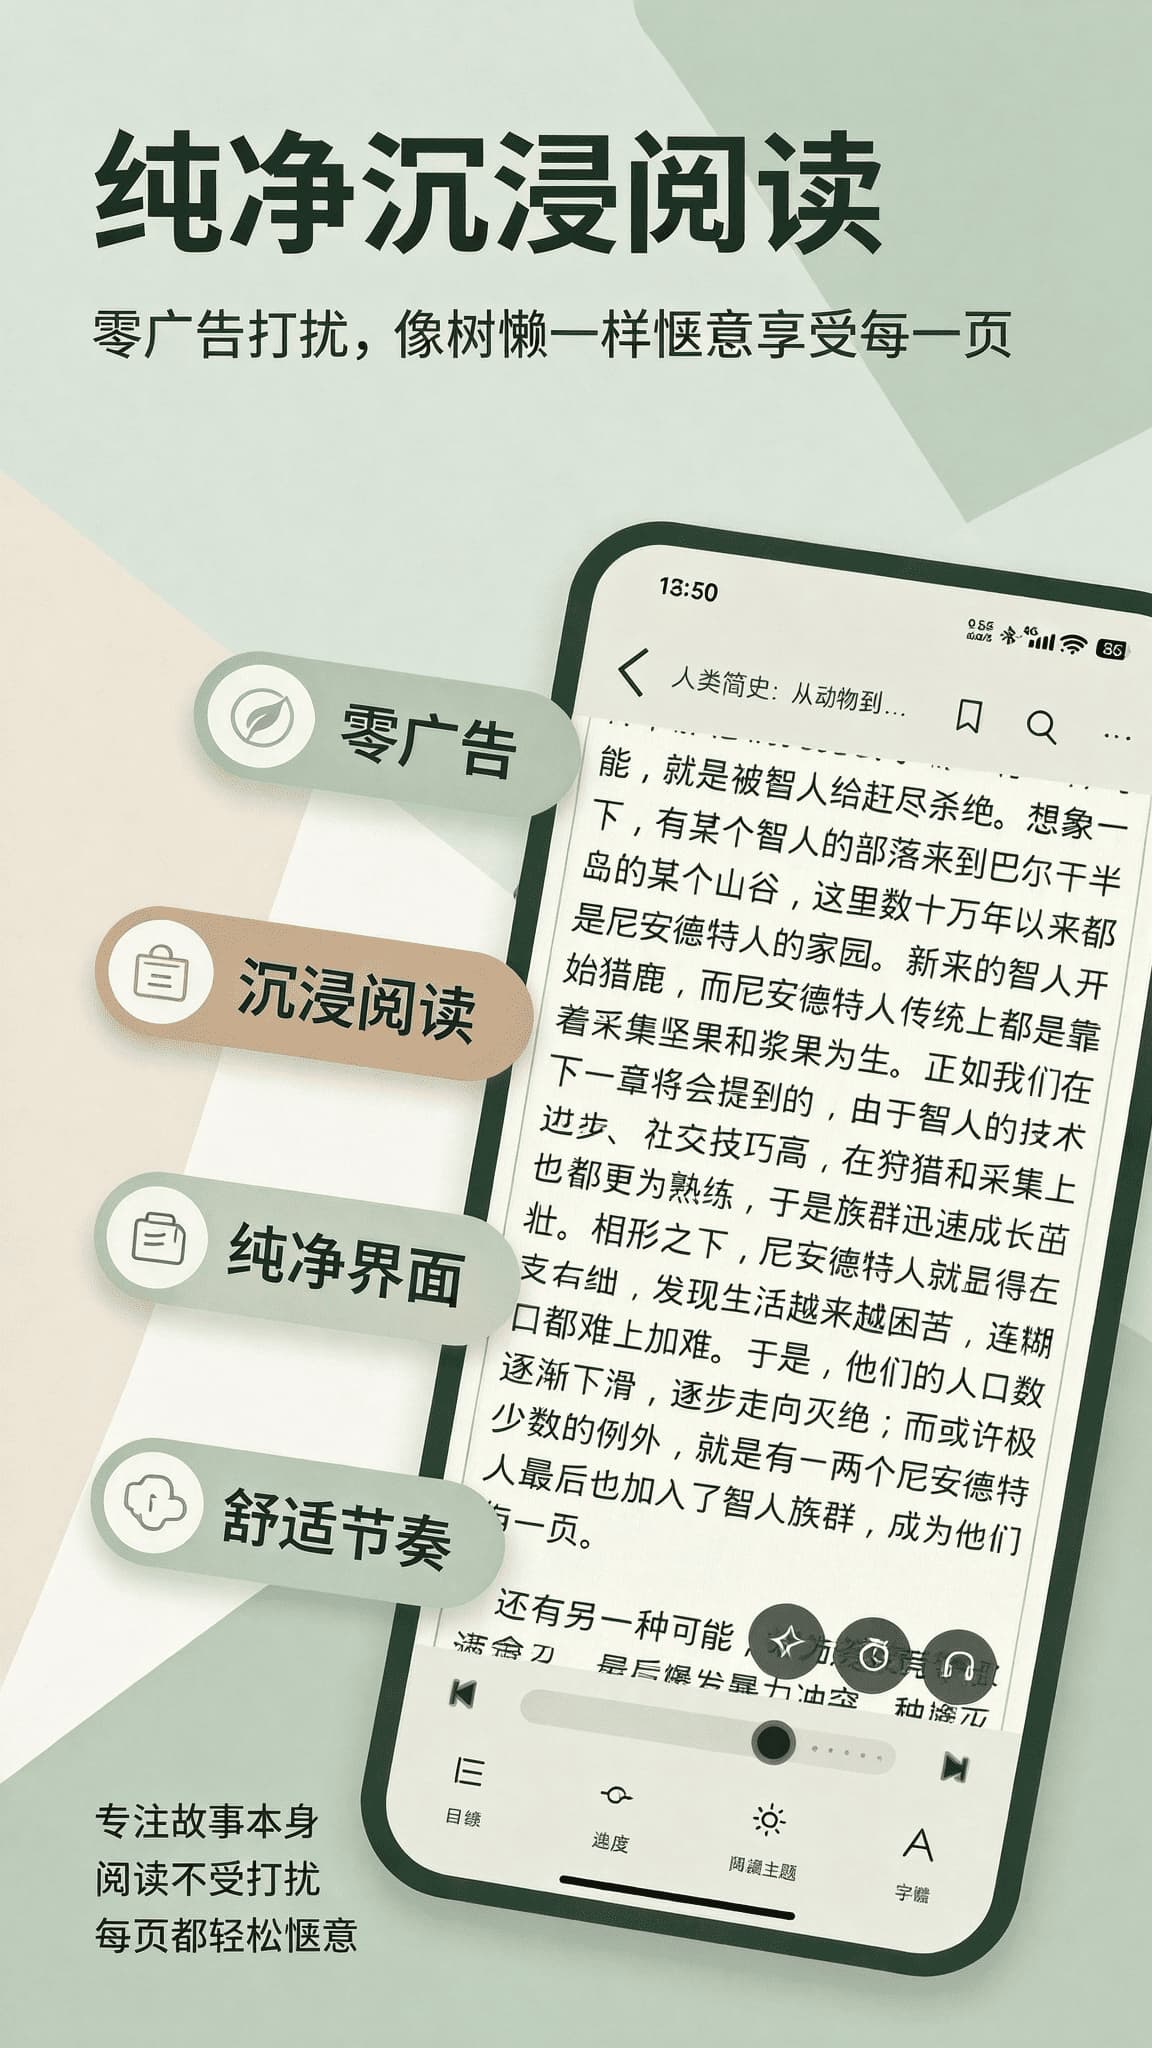 纯净沉浸阅读
零广告打扰，像树懒一样惬意享受每一页
13:50
4G
86
人类简史：从动物到...
零广告
沉浸阅读
纯净界面
舒适节奏
能，就是被智人给赶尽杀绝。想象一
下，有某个智人的部落来到巴尔干半
岛的某个山谷，这里数十万年以来都
是尼安德特人的家园。新来的智人开
始猎鹿，而尼安德特人传统上都是靠
着采集坚果和浆果为生。正如我们在
下一章将会提到的，由于智人的技术
进步、社交技巧高，在狩猎和采集上
也都更为熟练，于是族群迅速成长茁
壮。相形之下，尼安德特人就显得左
支右绌，发现生活越来越困苦，连糊
口都难上加难。于是，他们的人口数
逐渐下滑，逐步走向灭绝；而或许极
少数的例外，就是有一两个尼安德特
人最后也加入了智人族群，成为他们
一页。
还有另一种可能，
最后爆发暴力冲突
目
度
主题
A
字
专注故事本身
阅读不受打扰
每页都轻松惬意